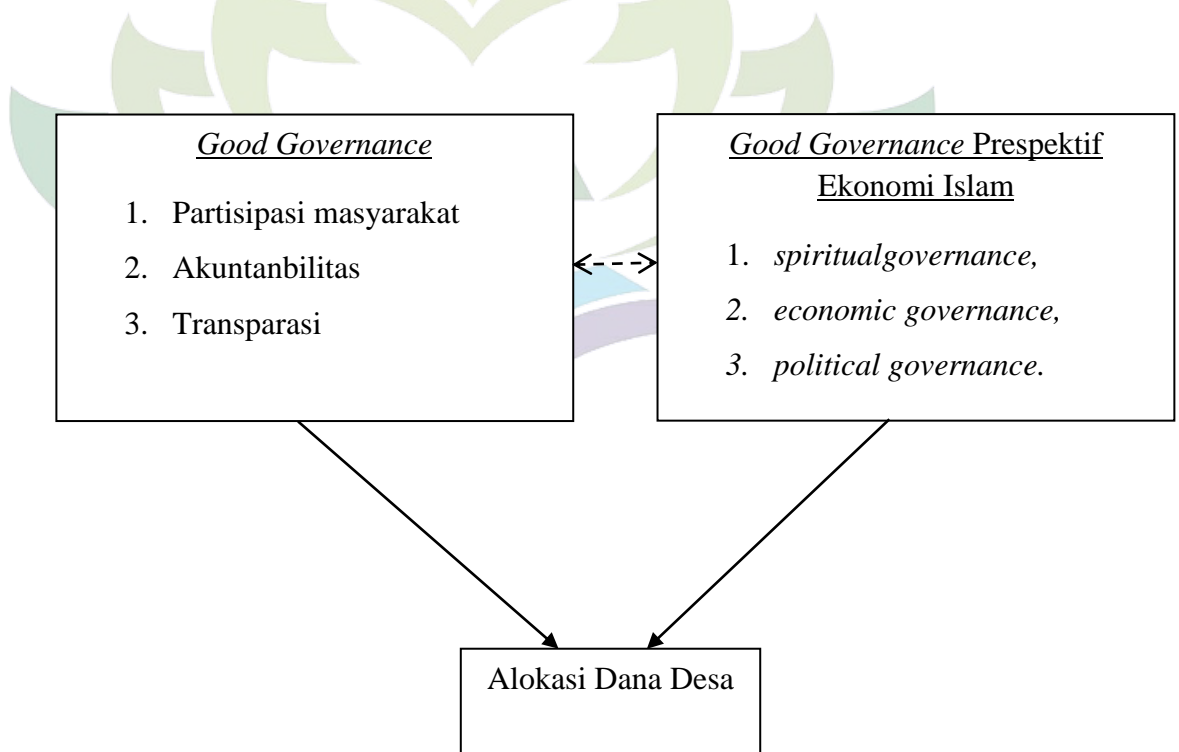 Good Governance
1. Partisipasi masyarakat
2. Akuntanbilitas
3. Transparasi
Good Governance Prespektif
Ekonomi Islam
1. spiritualgovernance,
2. economic governance,
3. political governance.
Alokasi Dana Desa